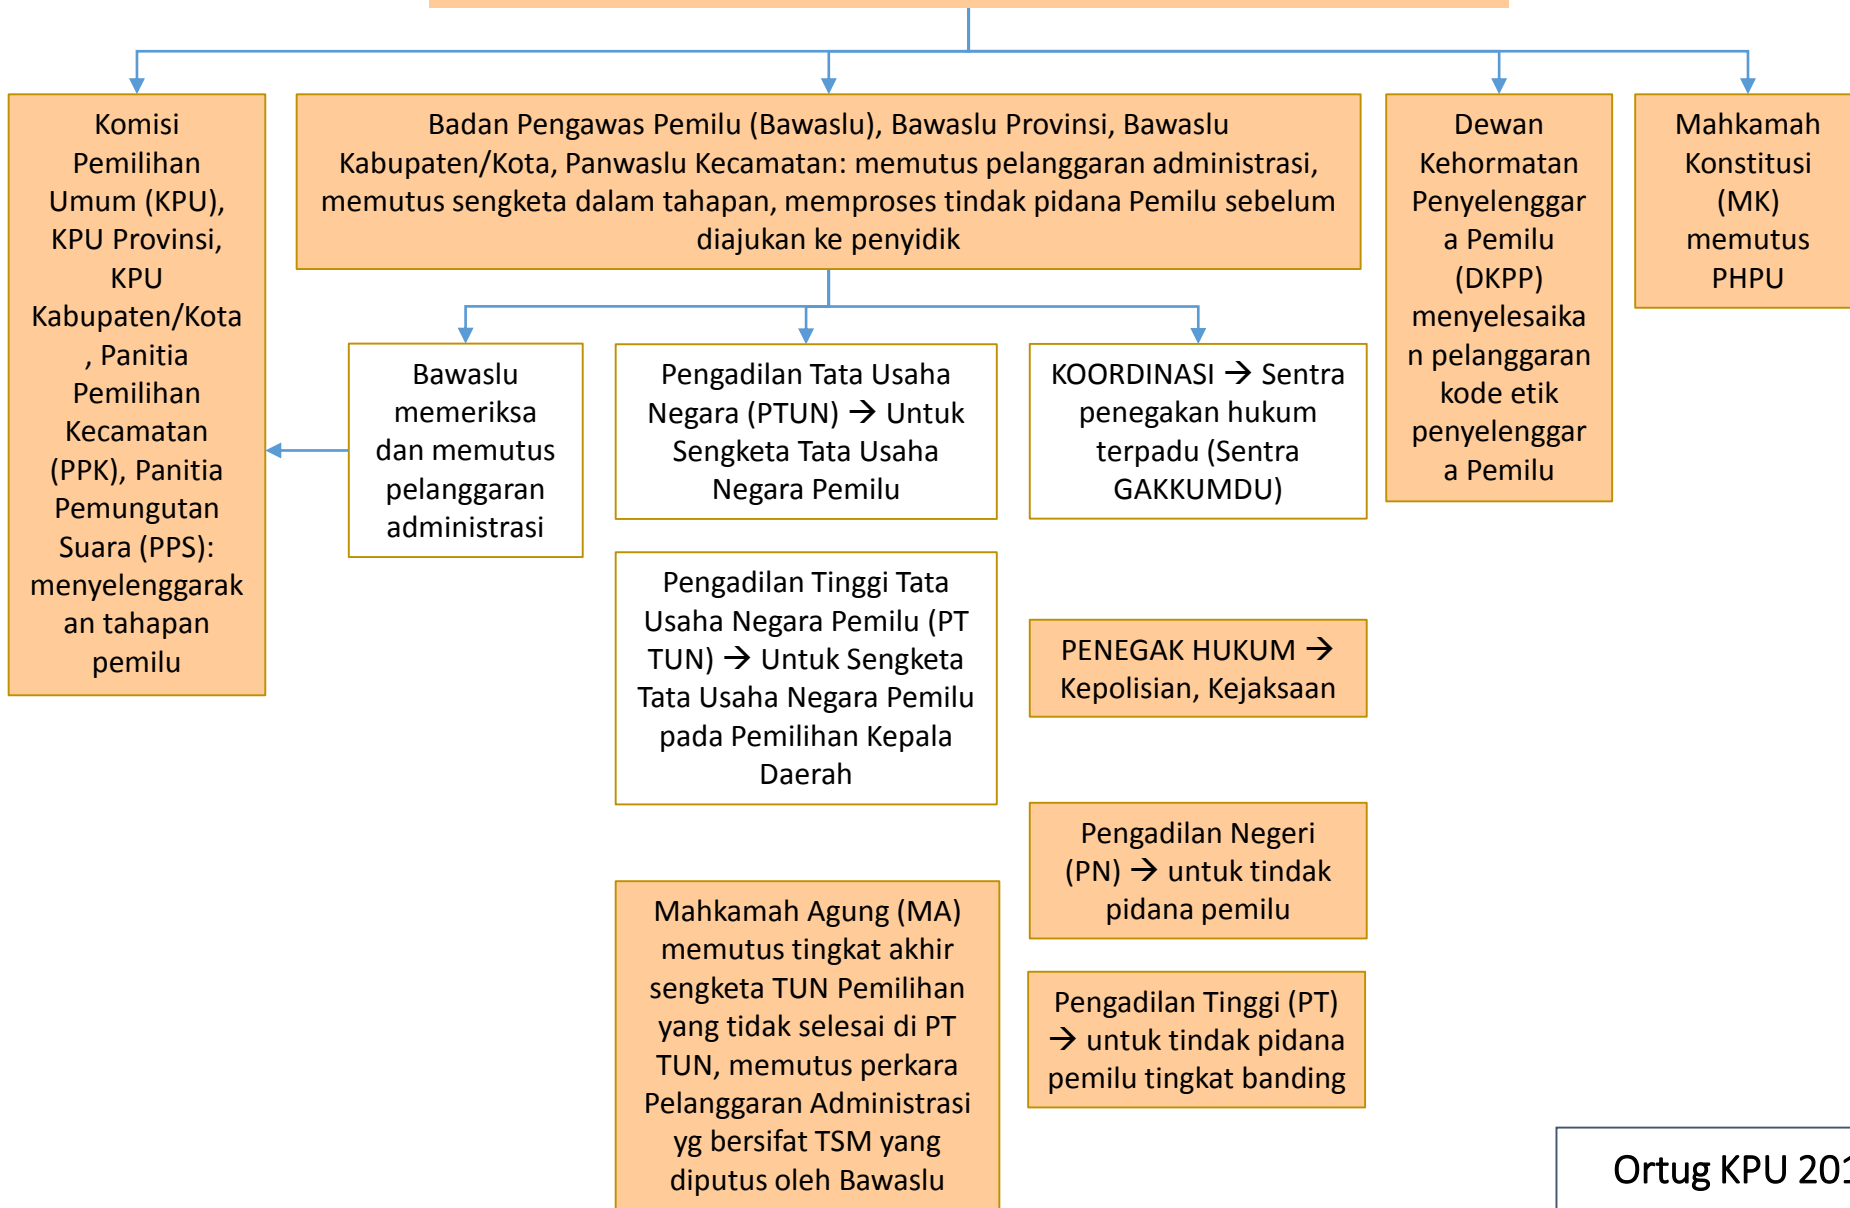 Komisi
Pemilihan
Umum (KPU),
KPU Provinsi,
KPU
Kabupaten/Kota
, Panitia
Pemilihan
Kecamatan
(PPK), Panitia
Pemungutan
Suara (PPS):
menyelenggarak
an tahapan
pemilu
Badan Pengawas Pemilu (Bawaslu), Bawaslu Provinsi, Bawaslu
Kabupaten/Kota, Panwaslu Kecamatan: memutus pelanggaran administrasi,
memutus sengketa dalam tahapan, memproses tindak pidana Pemilu sebelum
diajukan ke penyidik
Dewan
Kehormatan
Penyelenggar
a Pemilu
(DKPP)
menyelesaika
n pelanggaran
kode etik
penyelenggar
a Pemilu
Mahkamah
Konstitusi
(MK)
memutus
PHPU
Bawaslu
memeriksa
dan memutus
pelanggaran
administrasi
Pengadilan Tata Usaha
Negara (PTUN) → Untuk
Sengketa Tata Usaha
Negara Pemilu
KOORDINASI → Sentra
penegakan hukum
terpadu (Sentra
GAKKUMDU)
Pengadilan Tinggi Tata
Usaha Negara Pemilu (PT
TUN) → Untuk Sengketa
Tata Usaha Negara Pemilu
pada Pemilihan Kepala
Daerah
PENEGAK HUKUM →
Kepolisian, Kejaksaan
Pengadilan Negeri
(PN) → untuk tindak
pidana pemilu
Mahkamah Agung (MA)
memutus tingkat akhir
sengketa TUN Pemilihan
yang tidak selesai di PT
TUN, memutus perkara
Pelanggaran Administrasi
yg bersifat TSM yang
diputus oleh Bawaslu
Pengadilan Tinggi (PT)
→ untuk tindak pidana
pemilu tingkat banding
Ortug KPU 201